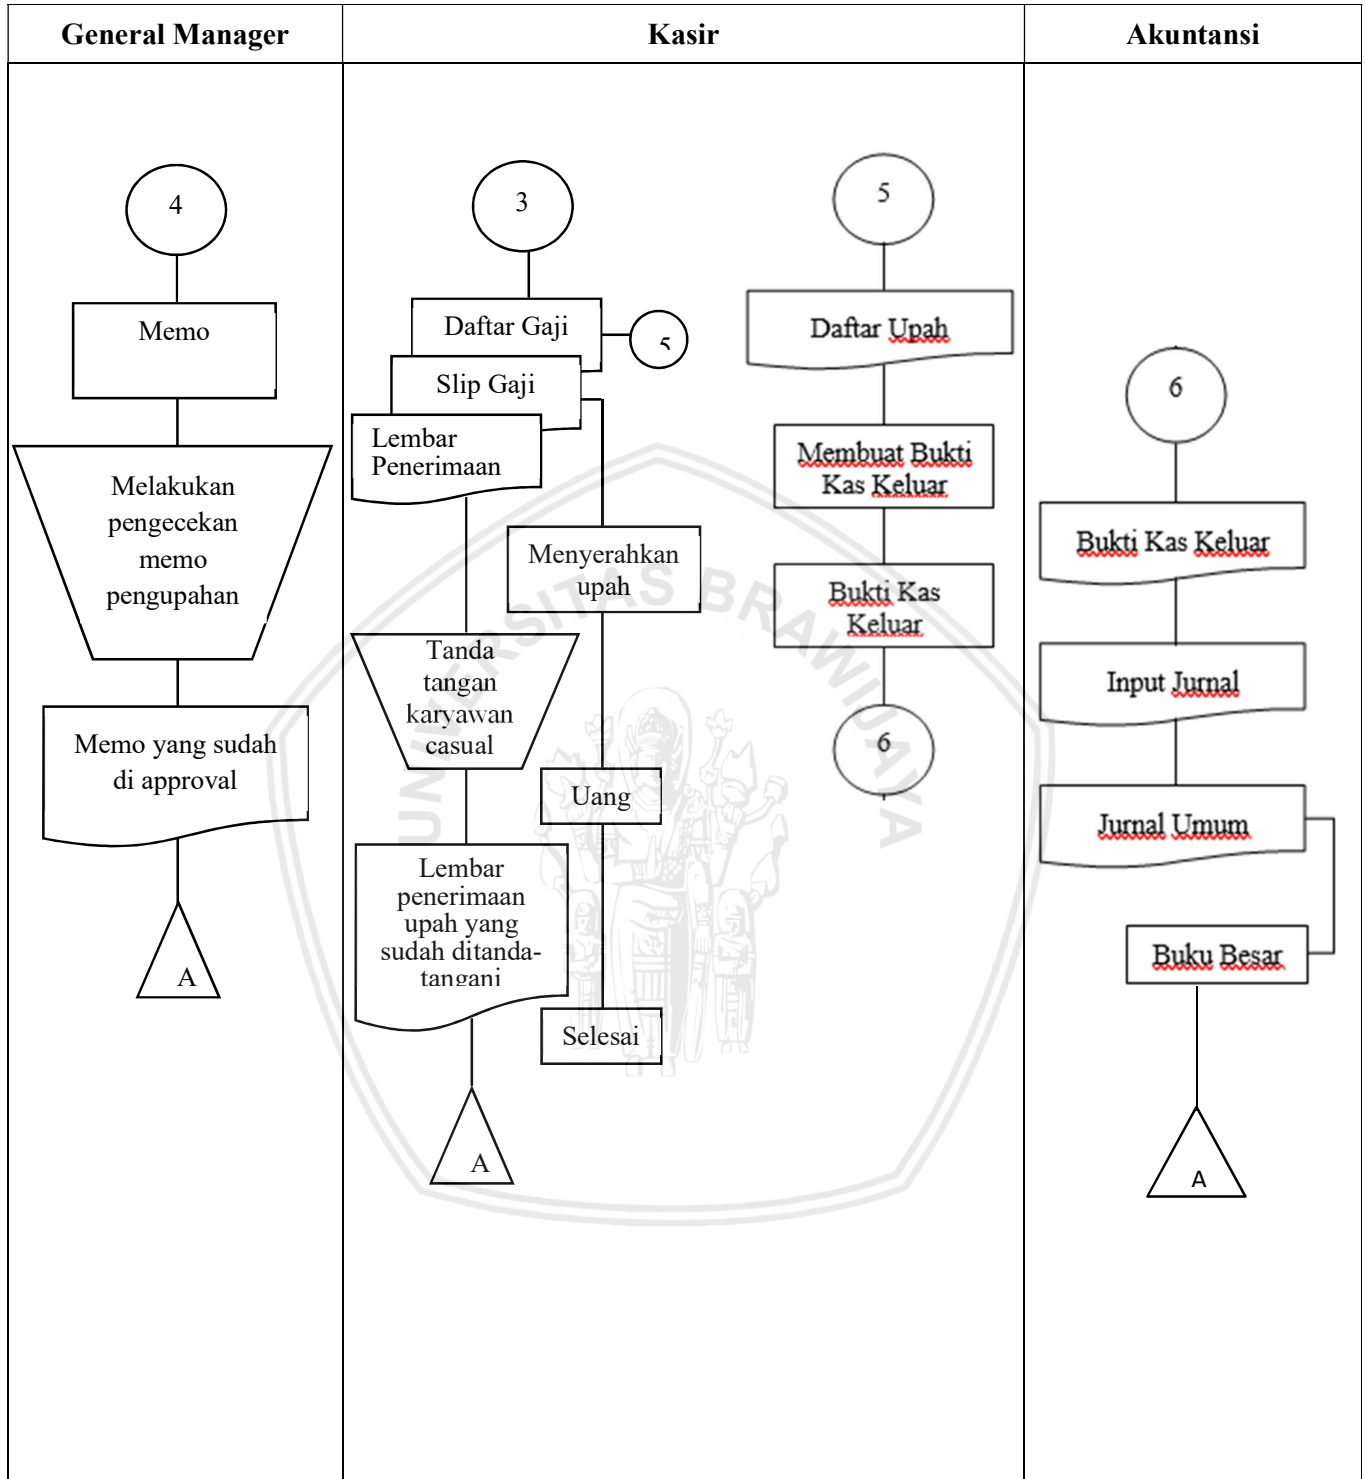 General Manager
Kasir
Akuntansi
4
Memo
Melakukan
pengecekan
memo
pengupahan
Memo yang sudah
di approval
A
3
Daftar Gaji
5
Slip Gaji
Lembar
Penerimaan
Menyerahkan
upah
Tanda
tangan
karyawan
casual
Uang
Lembar
penerimaan
upah yang
sudah ditanda-
tangani
Selesai
A
5
Daftar Upah
Membuat Bukti
Kas Keluar
Bukti Kas
Keluar
6
6
Bukti Kas Keluar
Input Jurnal
Jurnal Umum
Buku Besar
A
UNIVERSITAS BRAWIJAYA